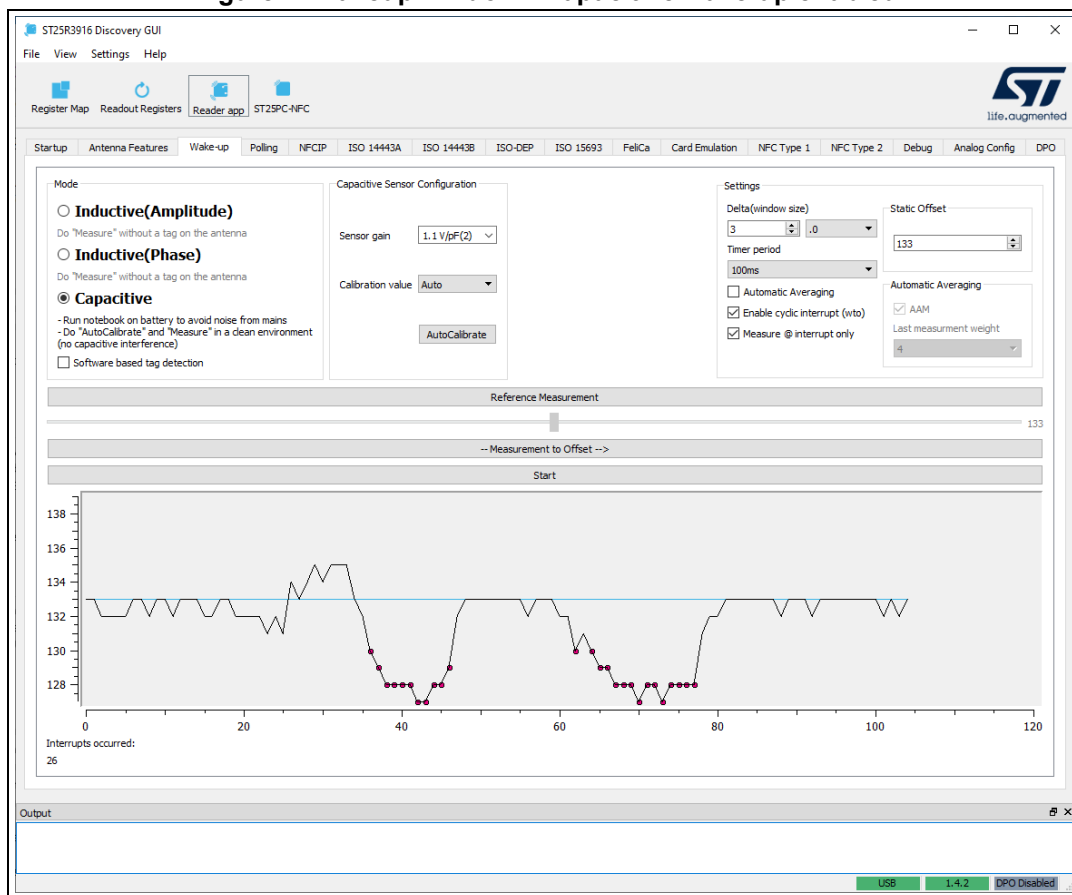 ST25R3916 Discovery GUI
File View Settings Help
Register Map Readout Registers Reader app ST25PC-NFC
ST
life.augmented
Startup Antenna Features Wake-up Polling NFCIP ISO 14443A ISO 14443B ISO-DEP ISO 15693 FeliCa Card Emulation NFC Type 1 NFC Type 2 Debug Analog Config DPO
Mode
Inductive(Amplitude)
Do "Measure" without a tag on the antenna
Inductive(Phase)
Do "Measure" without a tag on the antenna
Capacitive
- Run notebook on battery to avoid noise from mains
- Do "AutoCalibrate" and "Measure" in a clean environment
(no capacitive interference)
Software based tag detection
Capacitive Sensor Configuration
Sensor gain 1.1 V/pF(2)
Calibration value Auto
AutoCalibrate
Settings
Delta(window size)
3 .0
Timer period
100ms
Automatic Averaging
Enable cyclic interrupt (wto)
Measure @ interrupt only
Static Offset
133
Automatic Averaging
AAM
Last measurment weight
4
Reference Measurement
133
-- Measurement to Offset -->
Start
138
136
134
132
130
128
0 20 40 60 80 100 120
Interrupts occurred:
26
Output
USB 1.4.2 DPO Disabled